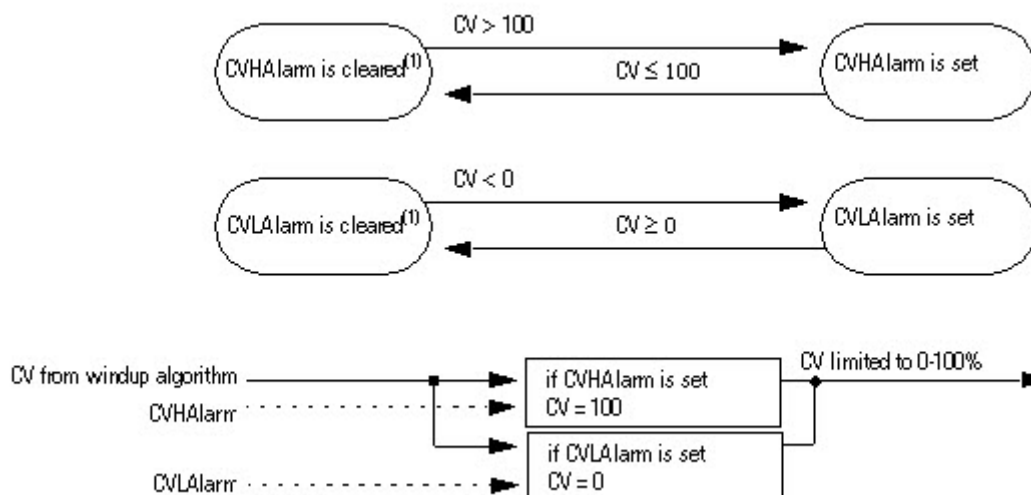 CV > 100
CVHAlarm is cleared(1)
CVHAlarm is set
CV ≤ 100
CV < 0
CVLAlarm is cleared(1)
CVLAlarm is set
CV ≥ 0
CV from windup algorithm
if CVHAlarm is set
CV limited to 0-100%
CVHAlarm
CV = 100
if CVLAlarm is set
CVLAlarm
CV = 0